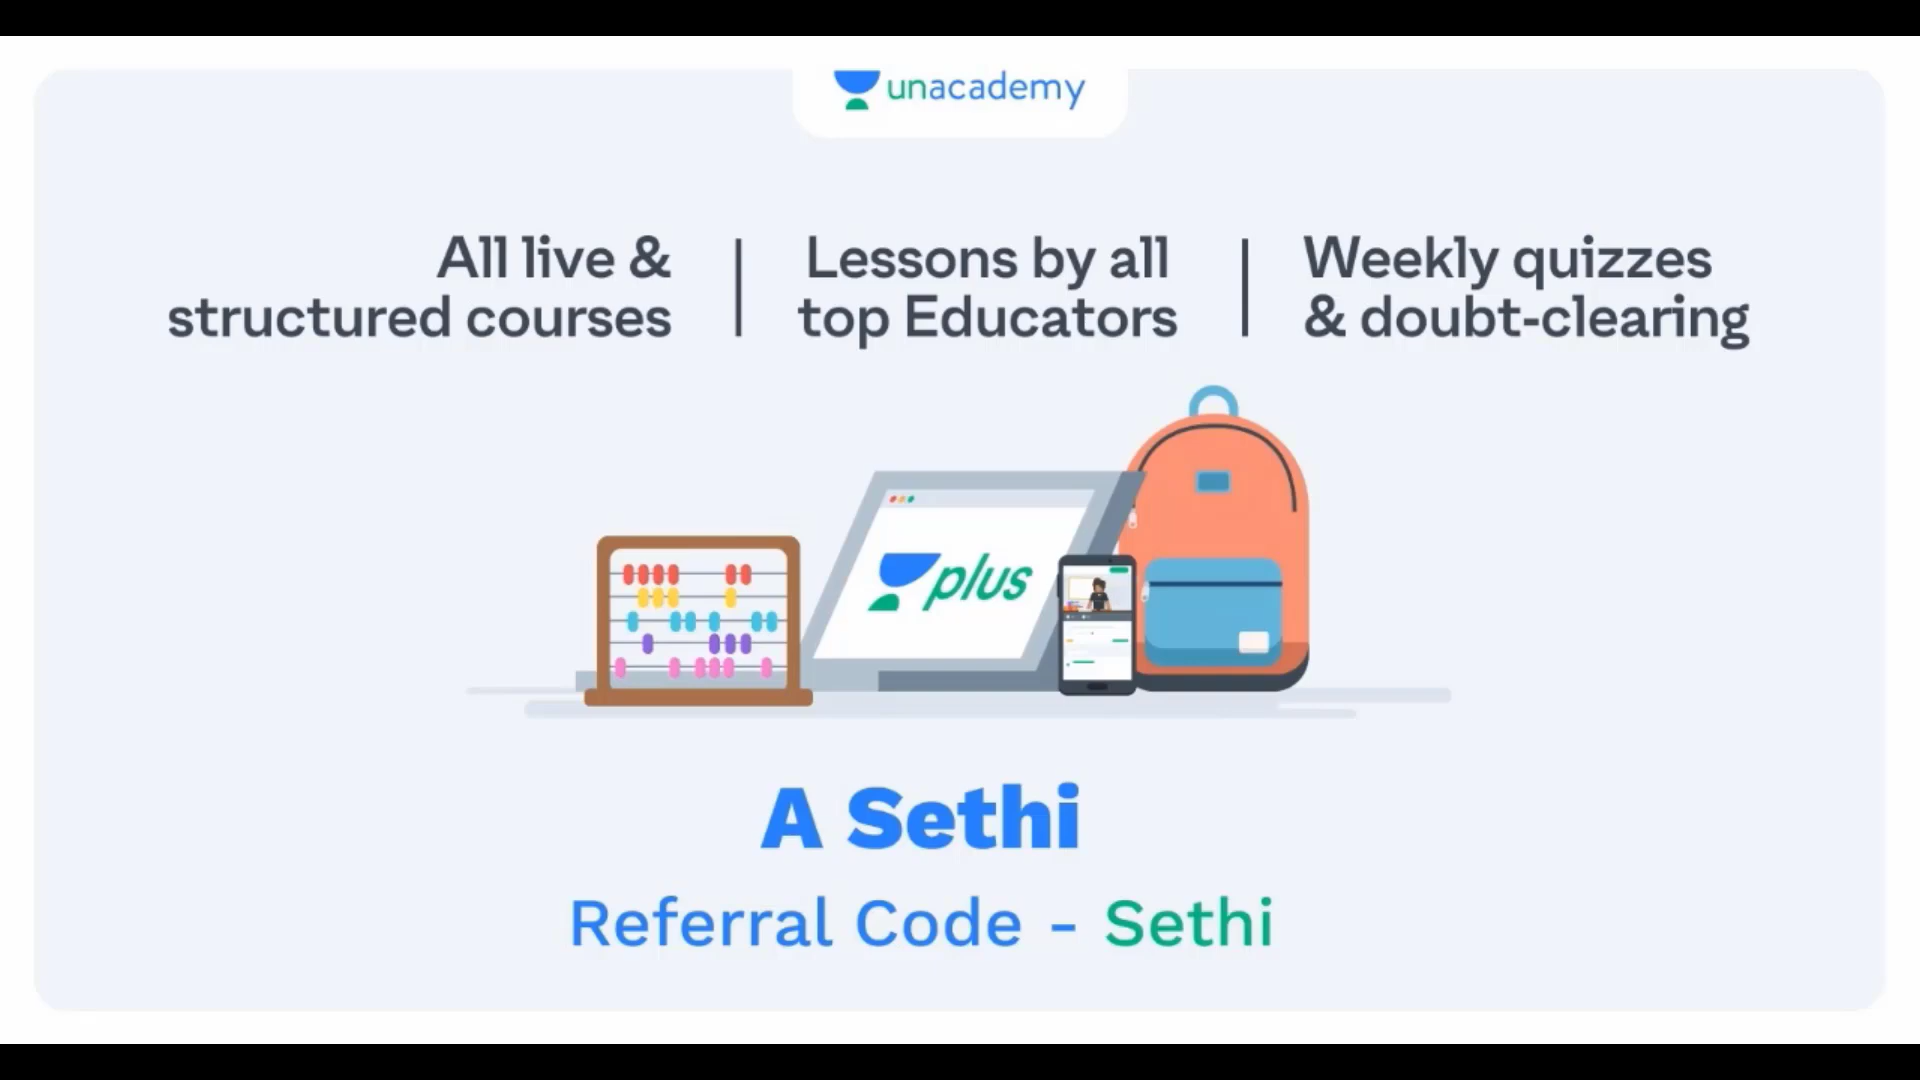 unacademy
All live &
structured courses
Lessons by all
top Educators
Weekly quizzes
& doubt-clearing
plus
A Sethi
Referral Code - Sethi